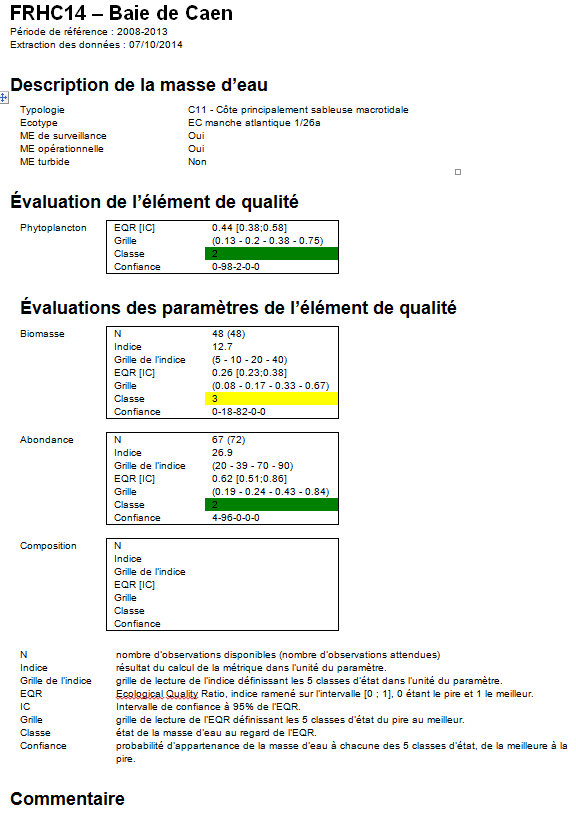 FRHC14 – Baie de Caen
Période de référence : 2008-2013
Extraction des données : 07/10/2014
Description de la masse d'eau
Typologie C11 - Côte principalement sableuse macrotidale
Ecotype EC manche atlantique 1/26a
ME de surveillance Oui
ME opérationnelle Oui
ME turbide Non
Évaluation de l'élément de qualité
Phytoplancton EQR [IC] 0.44 [0.38;0.58]
Grille (0.13 - 0.2 - 0.38 - 0.75)
Classe 2
Confiance 0-98-2-0-0
Évaluations des paramètres de l'élément de qualité
Biomasse N 48 (48)
Indice 12.7
Grille de l'indice (5 - 10 - 20 - 40)
EQR [IC] 0.26 [0.23;0.38]
Grille (0.08 - 0.17 - 0.33 - 0.67)
Classe 3
Confiance 0-18-82-0-0
Abondance N 67 (72)
Indice 26.9
Grille de l'indice (20 - 39 - 70 - 90)
EQR [IC] 0.62 [0.51;0.86]
Grille (0.19 - 0.24 - 0.43 - 0.84)
Classe 2
Confiance 4-96-0-0-0
Composition N
Indice
Grille de l'indice
EQR [IC]
Grille
Classe
Confiance
N nombre d'observations disponibles (nombre d'observations attendues)
Indice résultat du calcul de la métrique dans l'unité du paramètre.
Grille de l'indice grille de lecture de l'indice définissant les 5 classes d'état dans l'unité du paramètre.
EQR Ecological Quality Ratio, indice ramené sur l'intervalle [0 ; 1], 0 étant le pire et 1 le meilleur.
IC Intervalle de confiance à 95% de l'EQR.
Grille grille de lecture de l'EQR définissant les 5 classes d'état du pire au meilleur.
Classe état de la masse d'eau au regard de l'EQR.
Confiance probabilité d'appartenance de la masse d'eau à chacune des 5 classes d'état, de la meilleure à la
pire.
Commentaire